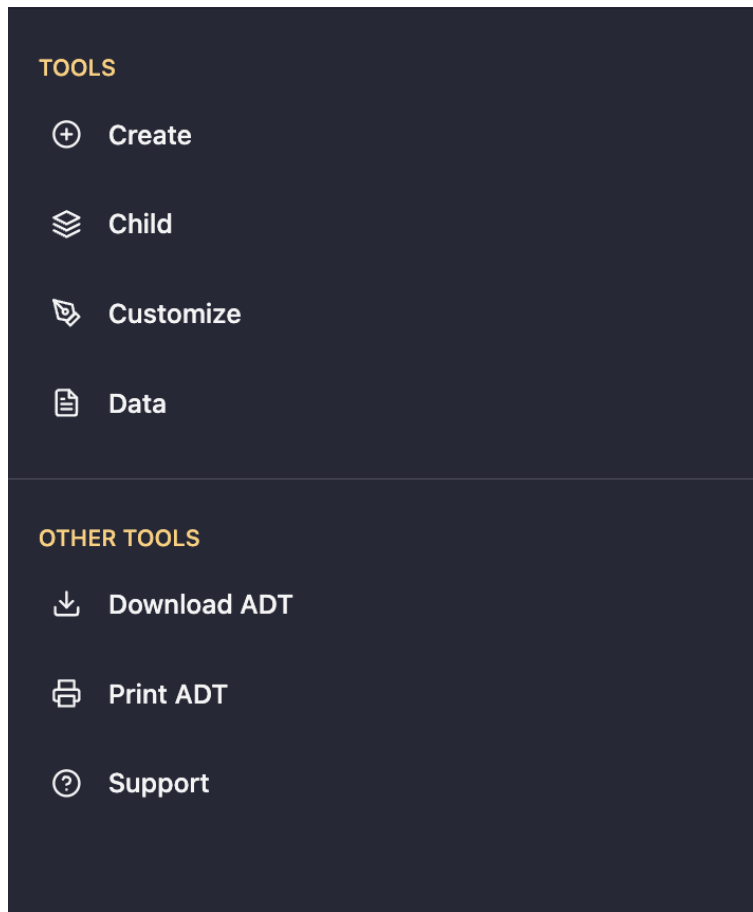 TOOLS
Create
Child
Customize
Data
OTHER TOOLS
Download ADT
Print ADT
Support